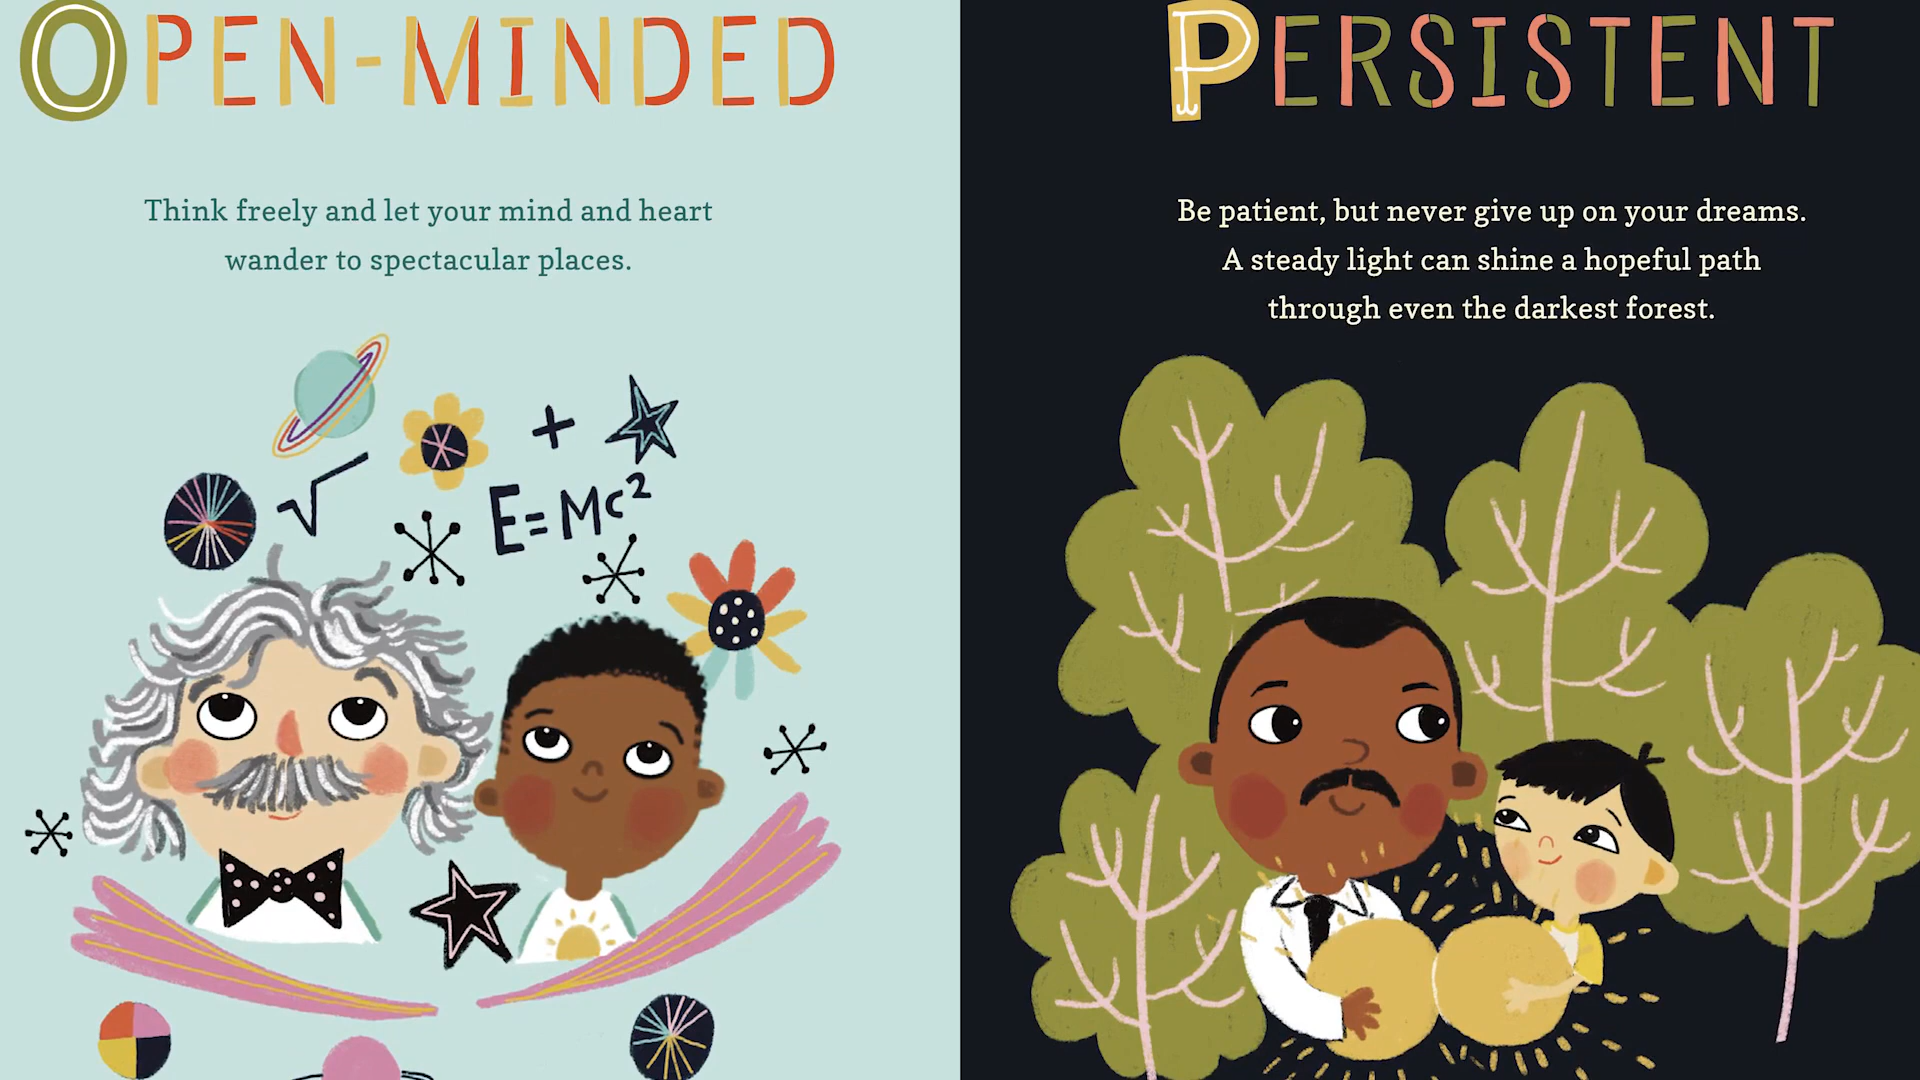 OPEN-MINDED
Think freely and let your mind and heart
wander to spectacular places.
+
√
E=Mc²
PERSISTENT
Be patient, but never give up on your dreams.
A steady light can shine a hopeful path
through even the darkest forest.